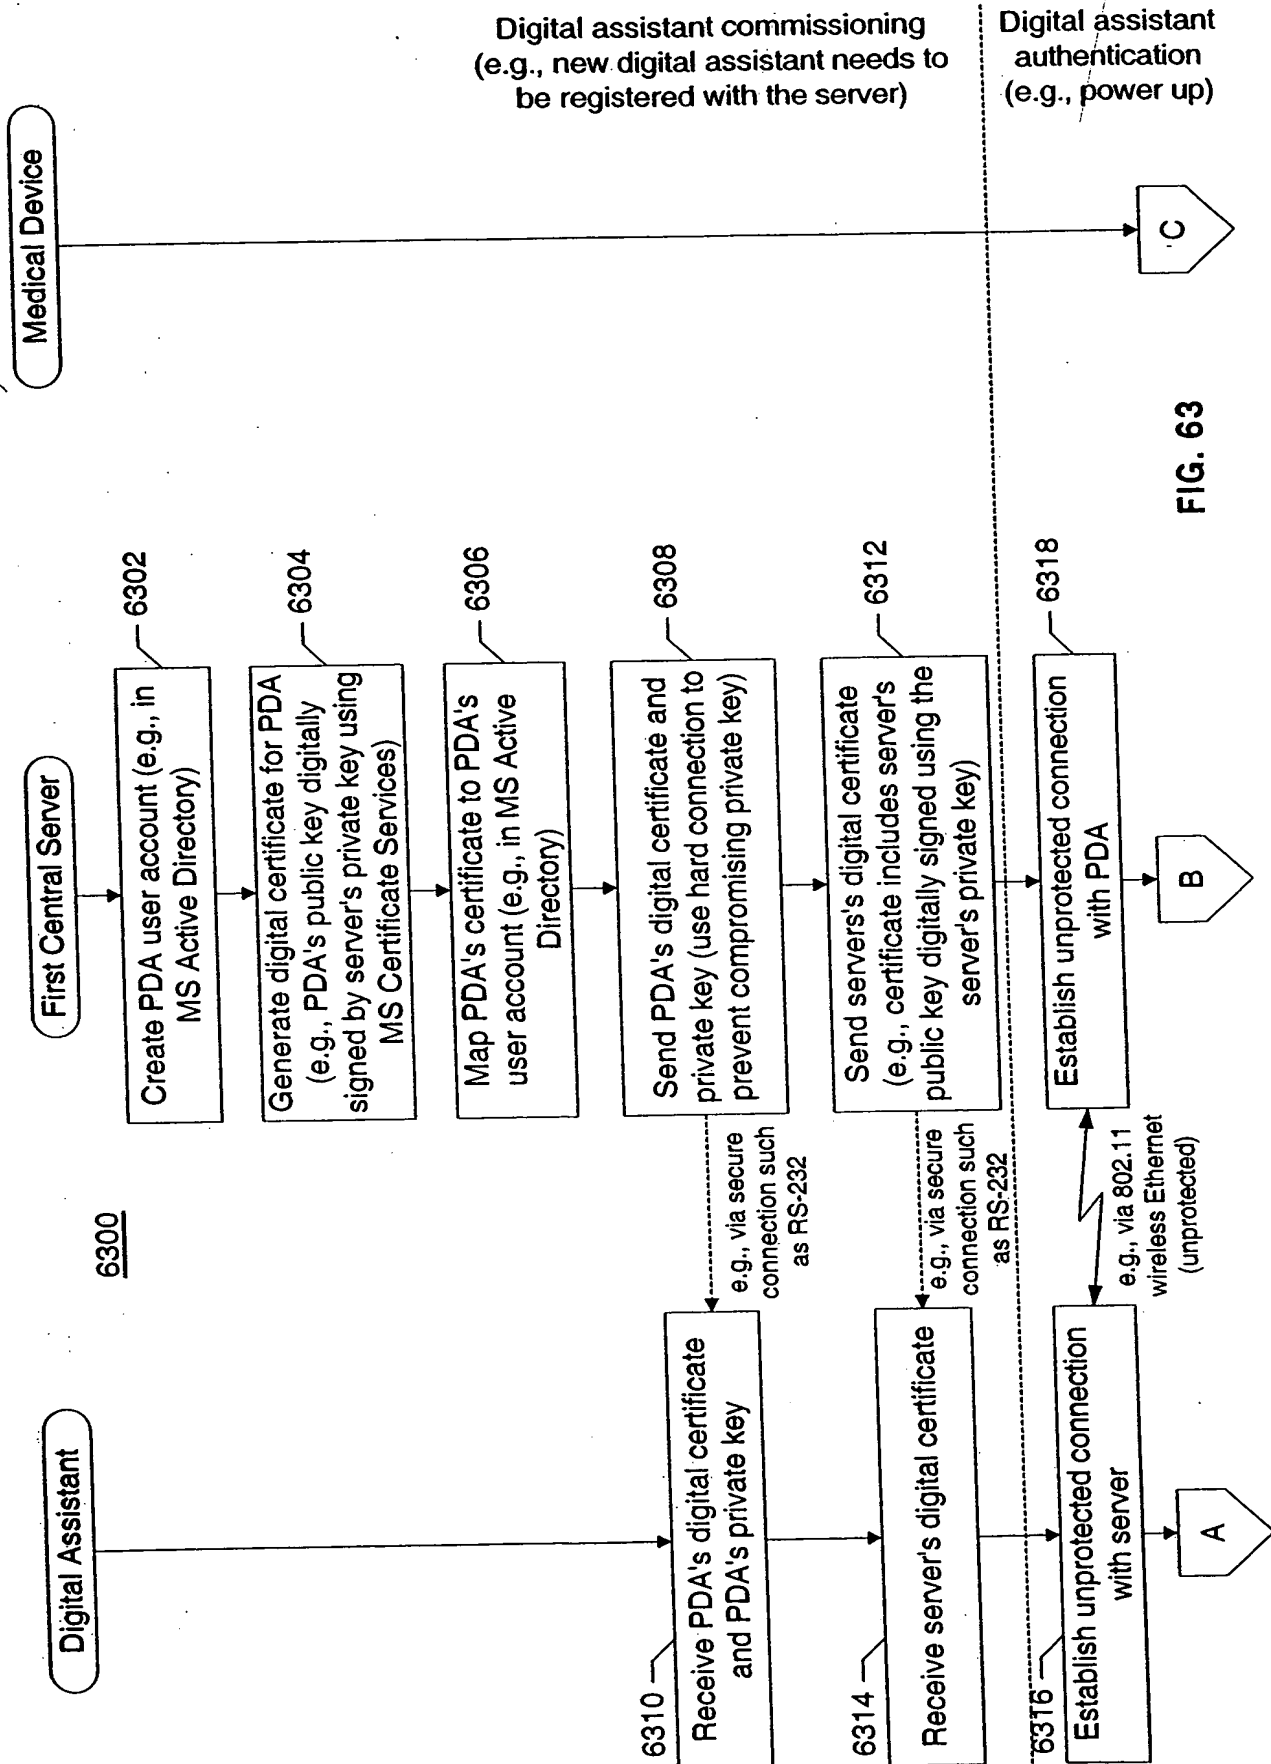 Digital assistant commissioning
(e.g., new digital assistant needs to
be registered with the server)
Digital assistant
authentication
(e.g., power up)
Medical Device
C
FIG. 63
First Central Server
6302
Create PDA user account (e.g., in
MS Active Directory)
6304
Generate digital certificate for PDA
(e.g., PDA's public key digitally
signed by server's private key using
MS Certificate Services)
6306
Map PDA's certificate to PDA's
user account (e.g., in MS Active
Directory)
6308
Send PDA's digital certificate and
private key (use hard connection to
prevent compromising private key)
6312
Send servers's digital certificate
(e.g., certificate includes server's
public key digitally signed using the
server's private key)
6318
Establish unprotected connection
with PDA
B
6300
e.g., via secure
connection such
as RS-232
e.g., via secure
connection such
as RS-232
e.g., via 802.11
wireless Ethernet
(unprotected)
Digital Assistant
6310
Receive PDA's digital certificate
and PDA's private key
6314
Receive server's digital certificate
6316
Establish unprotected connection
with server
A